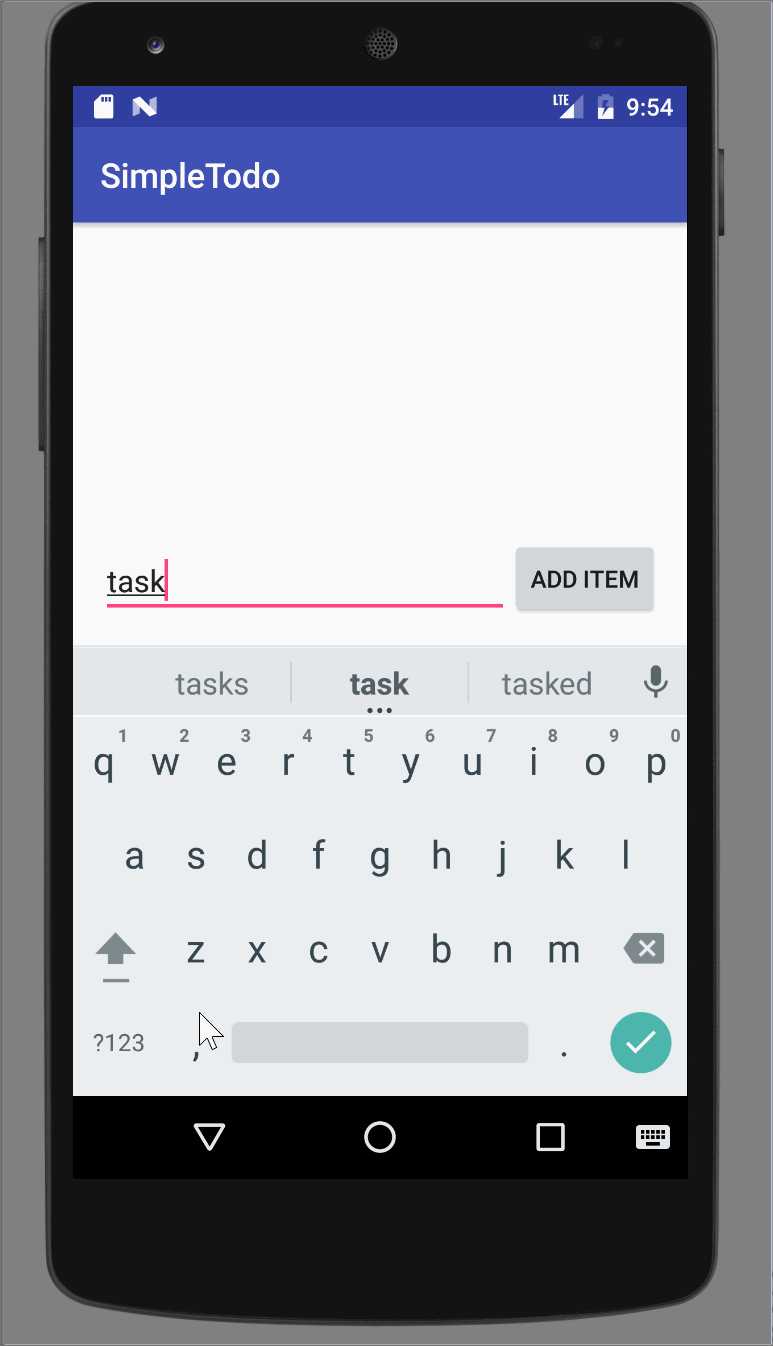 LTE 9:54
SimpleTodo
task
ADD ITEM
tasks task tasked
1 2 3 4 5 6 7 8 9 0
q w e r t y u i o p
a s d f g h j k l
z x c v b n m
?123 , .